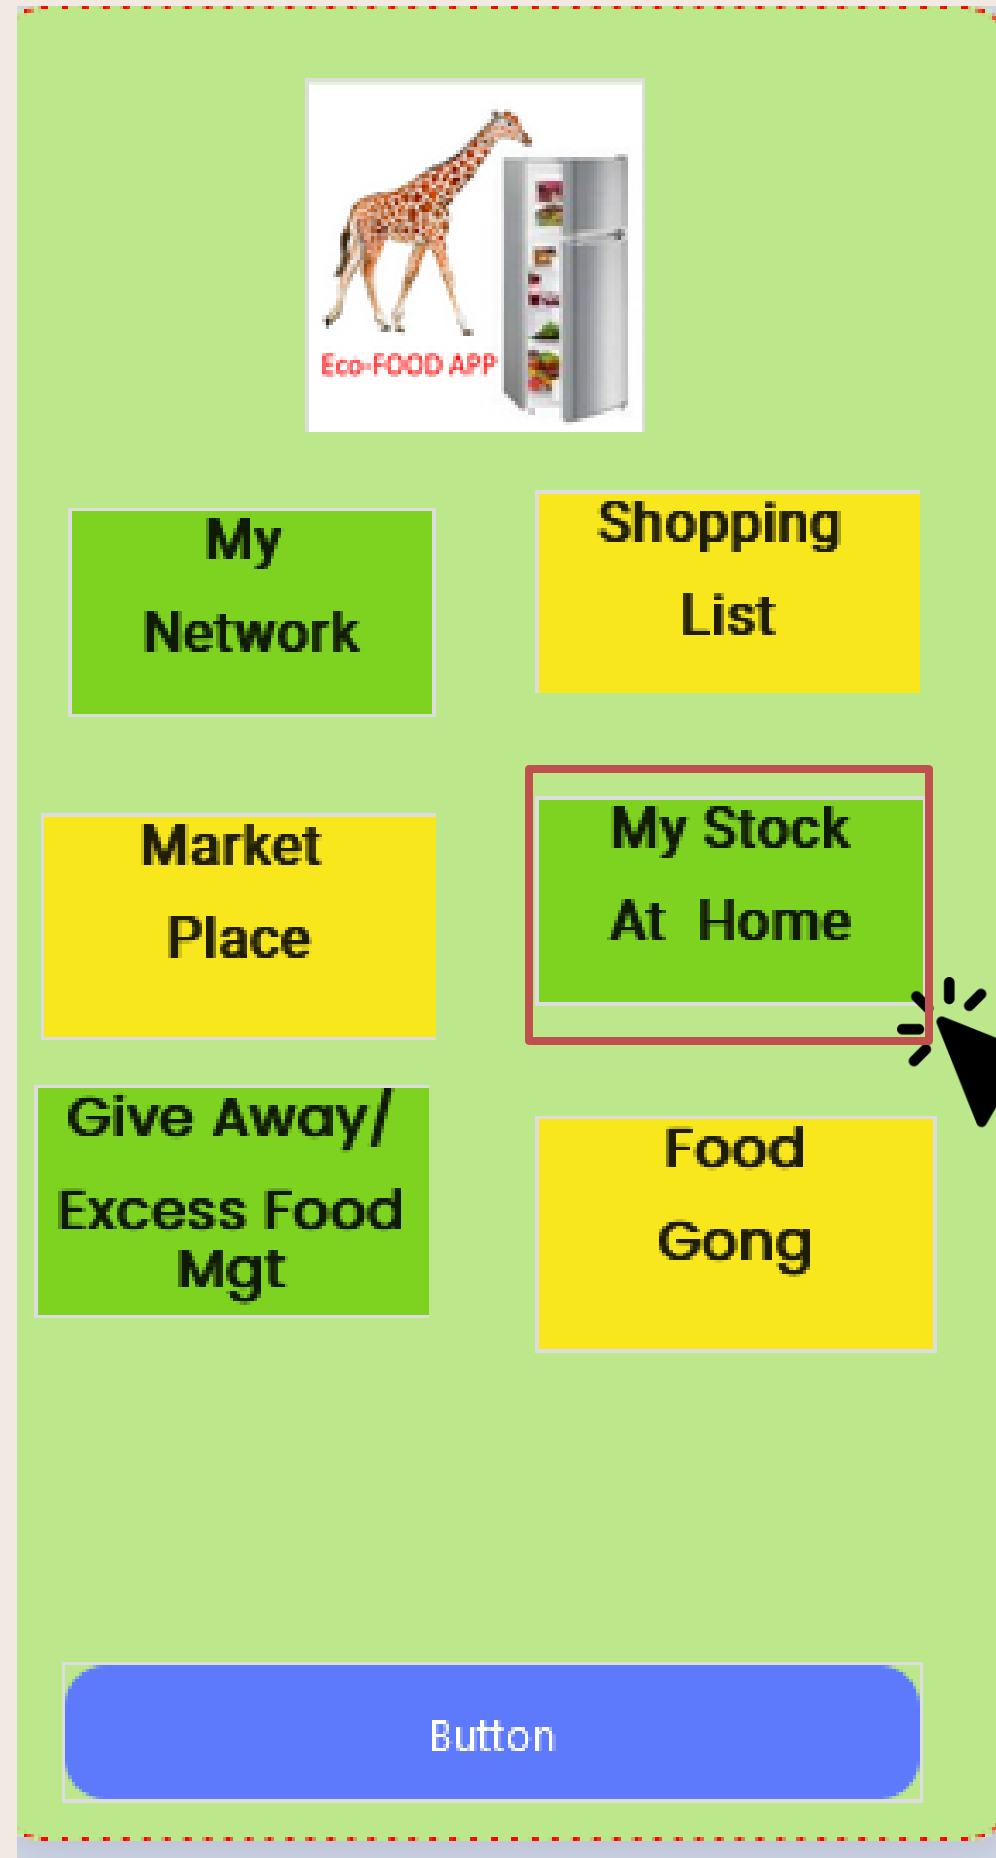 Eco-FOOD APP
My
Network
Shopping
List
Market
Place
My Stock
At Home
Give Away/
Excess Food
Mgt
Food
Gong
Button